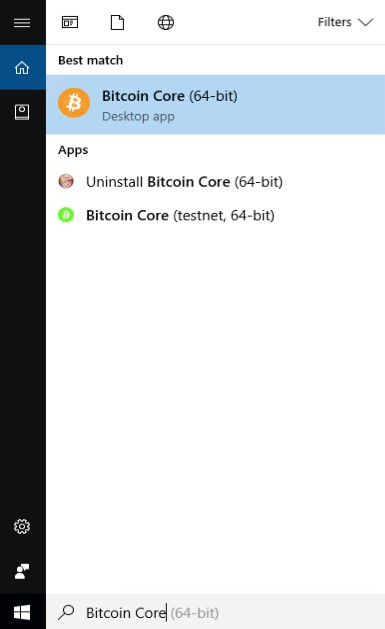 Filters
Best match
Bitcoin Core (64-bit)
Desktop app
Apps
Uninstall Bitcoin Core (64-bit)
Bitcoin Core (testnet, 64-bit)
Bitcoin Core (64-bit)